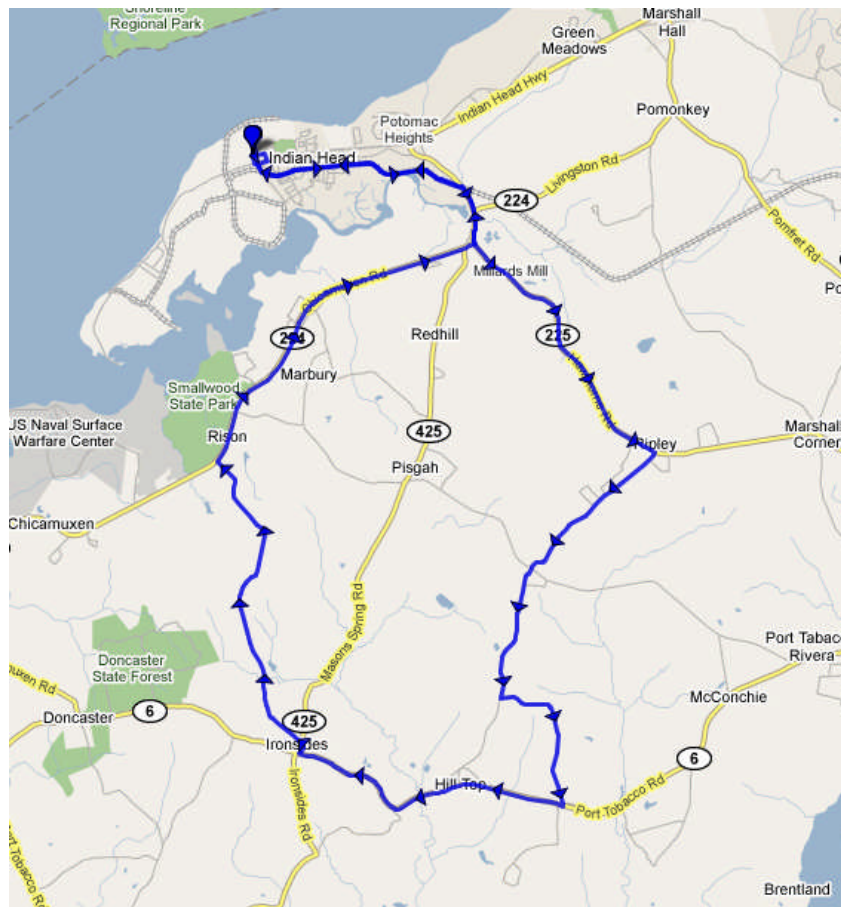 Shoreline
Regional Park
Marshall
Hall
Green
Meadows
Indian Head Hwy
Pomonkey
Potomac
Heights
Indian Head
Livingston Rd
224
Pomfret Rd
Millards Mill
Redhill
225
Marbury
Smallwood
State Park
Rison
US Naval Surface
Warfare Center
425
Ripley
Marshall
Corner
Pisgah
Chicamuxen
Masons Spring Rd
Doncaster
State Forest
Port Tabacco
Rivera
McConchie
Doncaster
6
425
Ironsides
Ironsides Rd
Hill Top
6
Port Tobacco Rd
Brentland